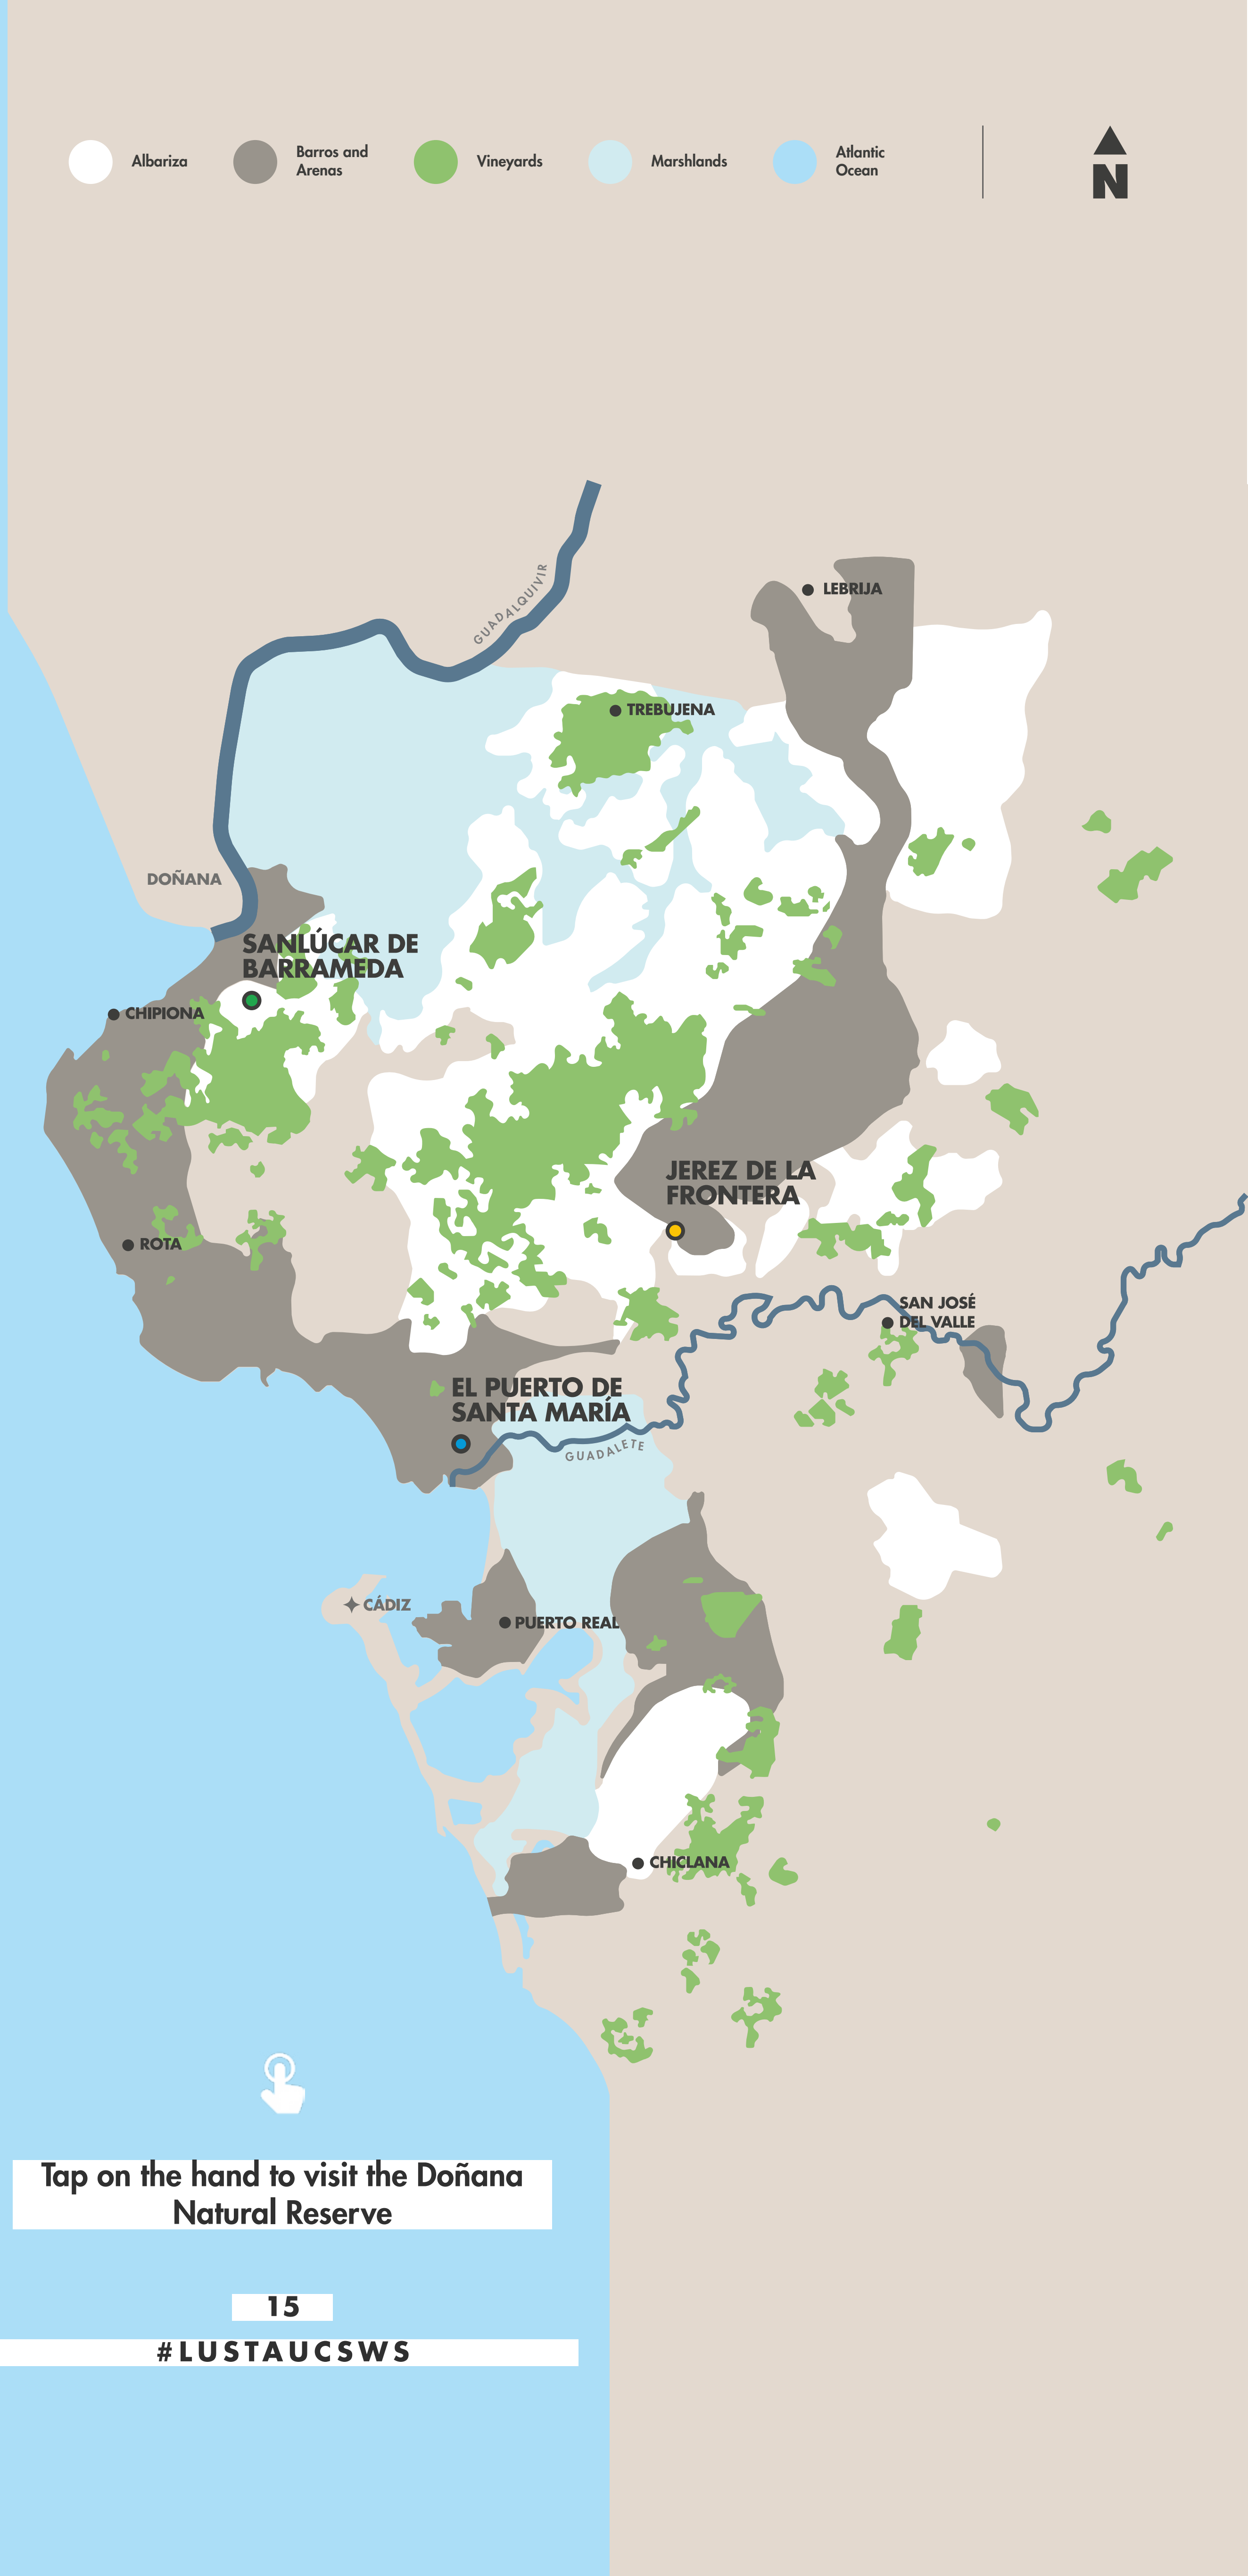 Albariza
Barros and
Arenas
Vineyards
Marshlands
Atlantic
Ocean
N
GUADALQUIVIR
LEBRIJA
TREBUJENA
DOÑANA
SANLÚCAR DE
BARRAMEDA
CHIPIONA
JEREZ DE LA
FRONTERA
ROTA
SAN JOSÉ
DEL VALLE
EL PUERTO DE
SANTA MARÍA
GUADALETE
CÁDIZ
PUERTO REAL
CHICLANA
Tap on the hand to visit the Doñana
Natural Reserve
15
#LUSTAUCSWS